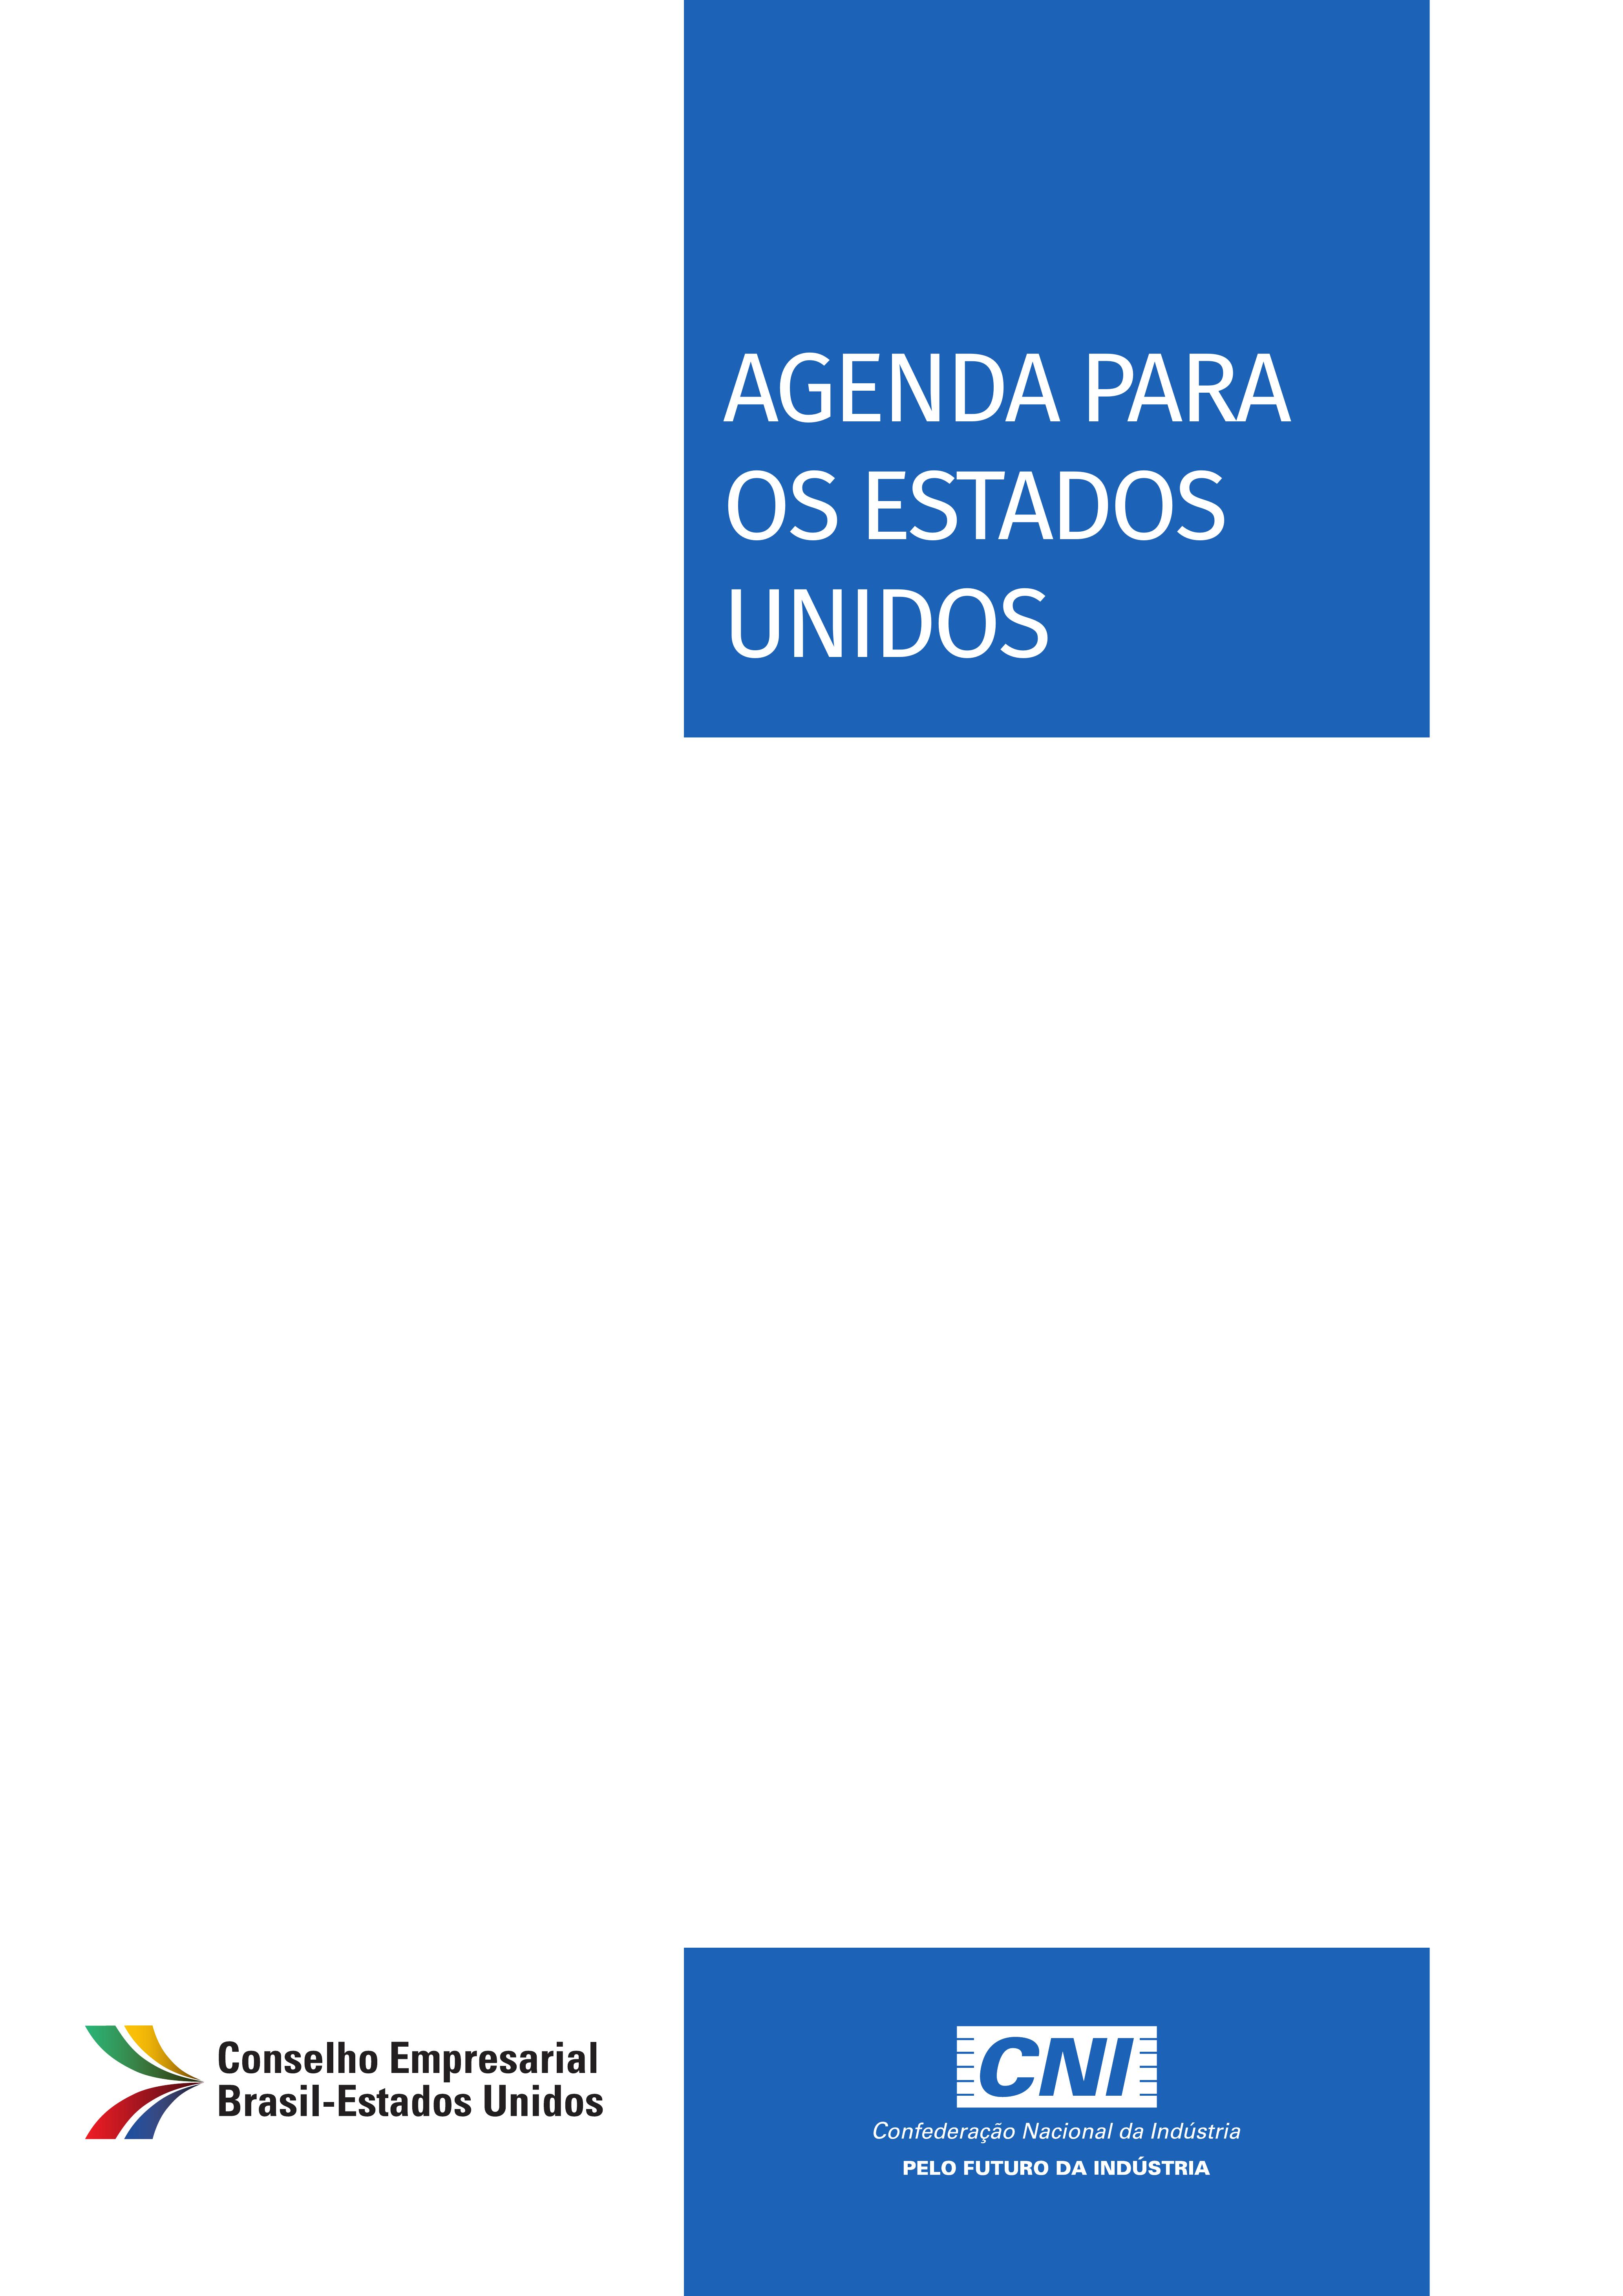 AGENDA PARA
OS ESTADOS
UNIDOS
Conselho Empresarial
Brasil-Estados Unidos
CNI
Confederação Nacional da Indústria
PELO FUTURO DA INDÚSTRIA